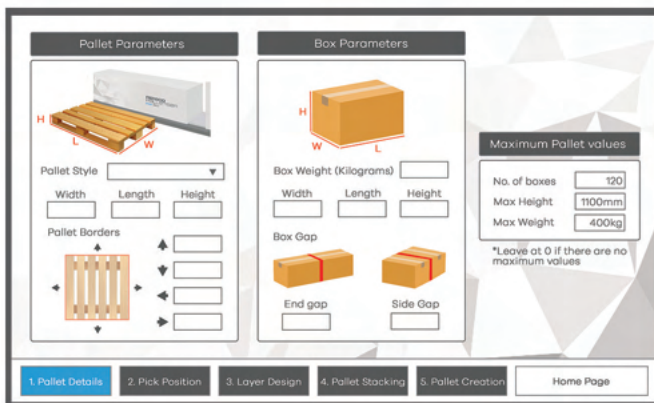 Pallet Parameters
H
L
W
Pallet Style
Width Length Height
Pallet Borders
Box Parameters
H
W
L
Box Weight (Kilograms)
Width Length Height
Box Gap
End gap Side Gap
Maximum Pallet values
No. of boxes 120
Max Height 1100mm
Max Weight 400kg
*Leave at 0 if there are no
maximum values
1. Pallet Details 2. Pick Position 3. Layer Design 4. Pallet Stacking 5. Pallet Creation Home Page